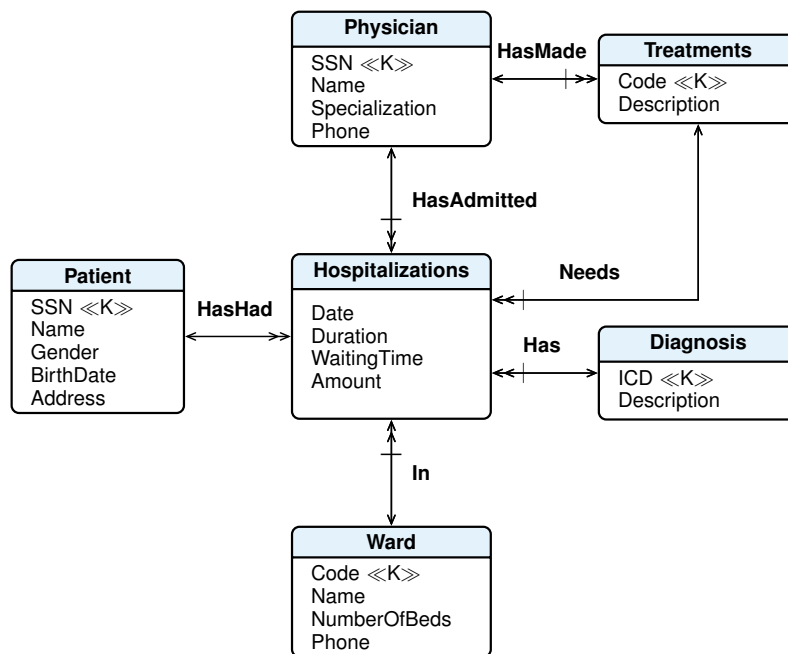 Physician
SSN ≪K≫
Name
Specialization
Phone
HasMade
Treatments
Code ≪K≫
Description
HasAdmitted
Patient
SSN ≪K≫
Name
Gender
BirthDate
Address
HasHad
Hospitalizations
Date
Duration
WaitingTime
Amount
Needs
Has
Diagnosis
ICD ≪K≫
Description
In
Ward
Code ≪K≫
Name
NumberOfBeds
Phone